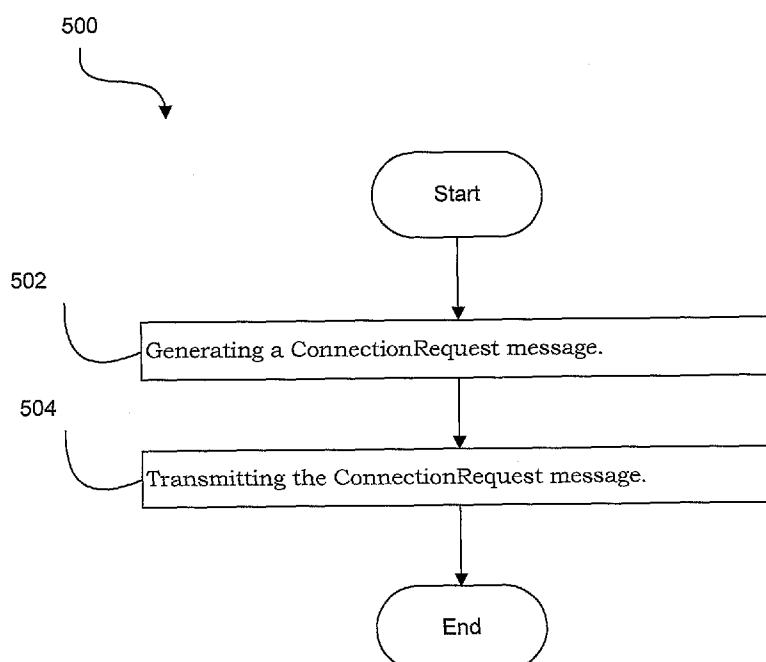 500
Start
502
Generating a ConnectionRequest message.
504
Transmitting the ConnectionRequest message.
End